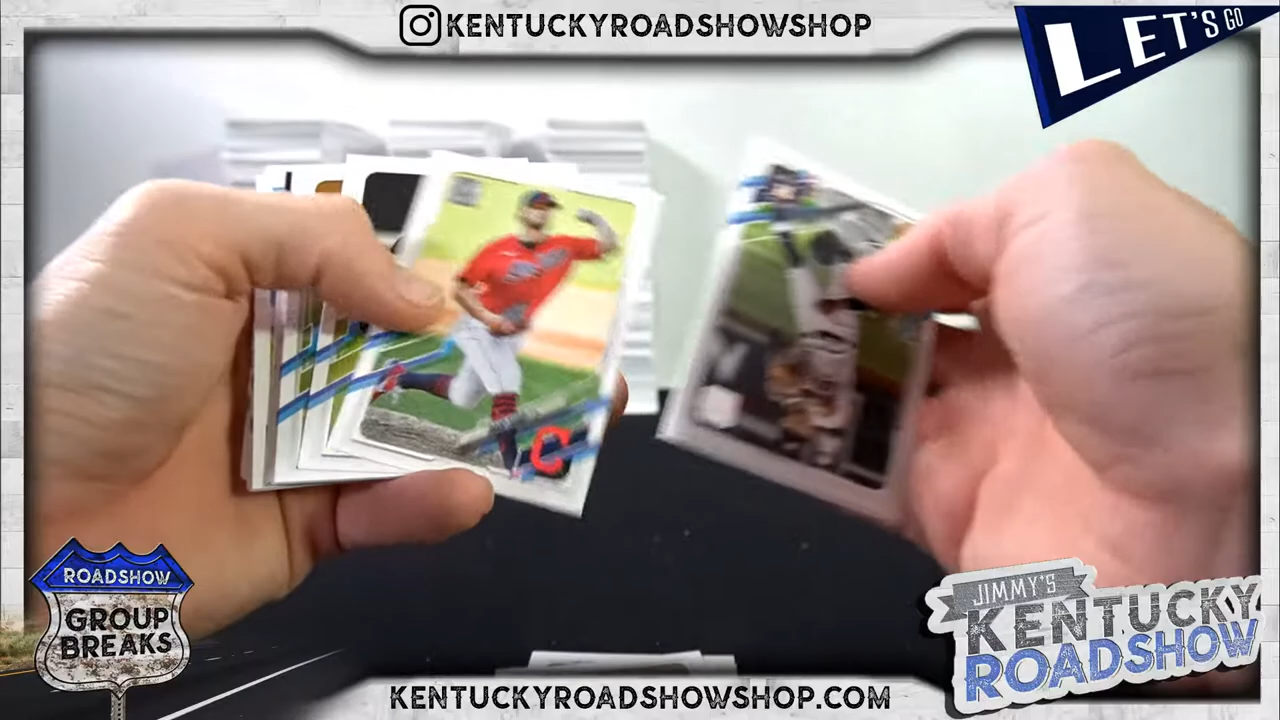 KENTUCKYROADSHOWSHOP
LET'S GO
C
ROADSHOW
GROUP
BREAKS
JIMMY'S
KENTUCKY
ROADSHOW
KENTUCKYROADSHOWSHOP.COM